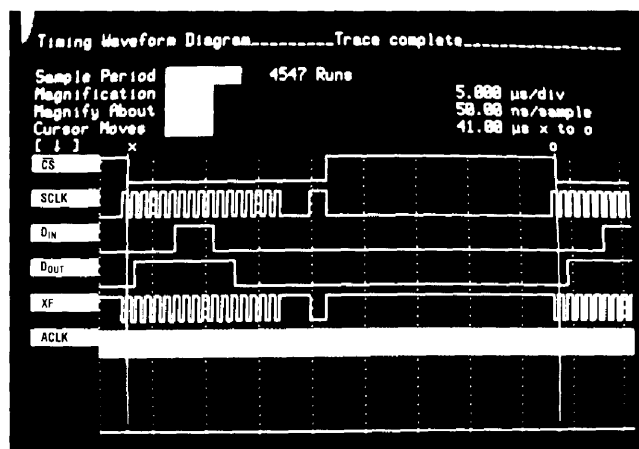 Timing Waveform Diagram_________Trace complete_______________
Sample Period 4547 Runs
Magnification 5.000 µs/div
Magnify About 50.00 ns/sample
Cursor Moves 41.00 µs x to o
[ ↓ ] x o
CS
SCLK
DIN
DOUT
XF
ACLK